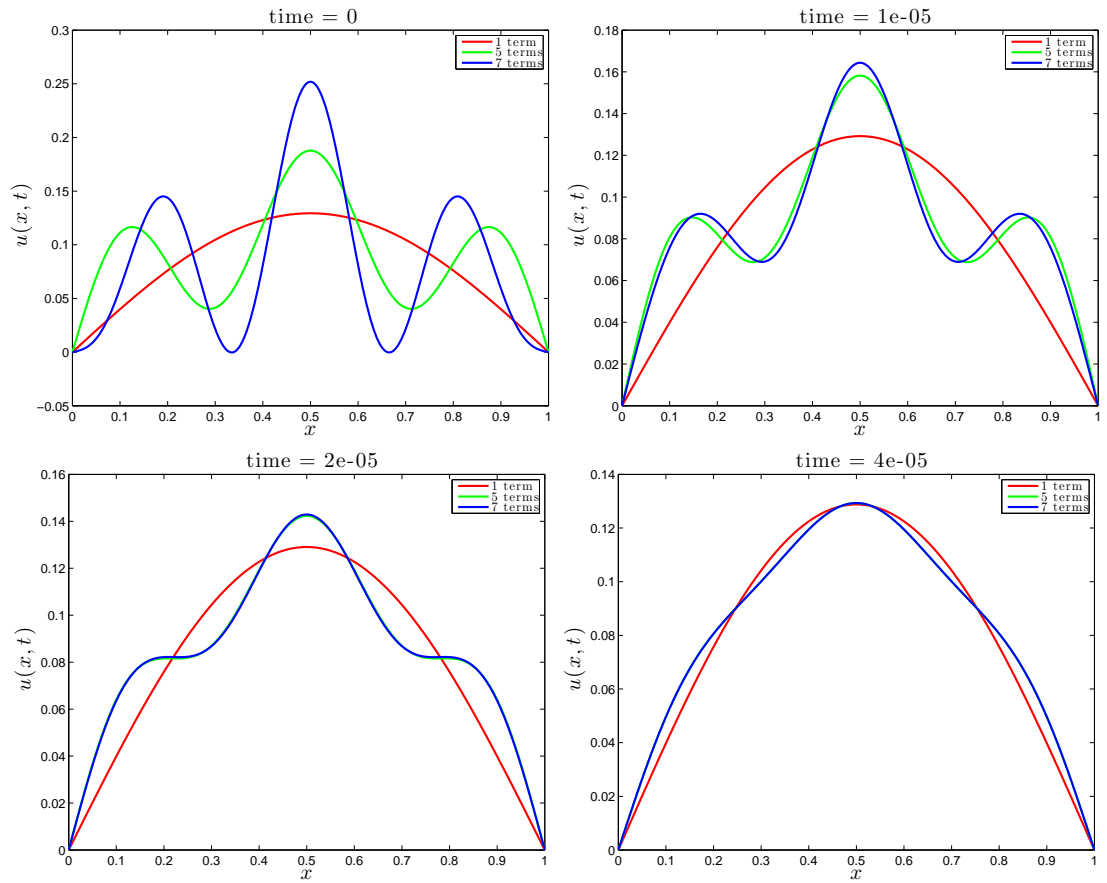 time = 0
0.3
0.25
0.2
0.15
0.1
0.05
0
−0.05
u(x, t)
1 term
5 terms
7 terms
0 0.1 0.2 0.3 0.4 0.5 0.6 0.7 0.8 0.9 1
x
time = 1e-05
0.18
0.16
0.14
0.12
0.1
0.08
0.06
0.04
0.02
0
u(x, t)
1 term
5 terms
7 terms
0 0.1 0.2 0.3 0.4 0.5 0.6 0.7 0.8 0.9 1
x
time = 2e-05
0.16
0.14
0.12
0.1
0.08
0.06
0.04
0.02
0
u(x, t)
1 term
5 terms
7 terms
0 0.1 0.2 0.3 0.4 0.5 0.6 0.7 0.8 0.9 1
x
time = 4e-05
0.14
0.12
0.1
0.08
0.06
0.04
0.02
0
u(x, t)
1 term
5 terms
7 terms
0 0.1 0.2 0.3 0.4 0.5 0.6 0.7 0.8 0.9 1
x